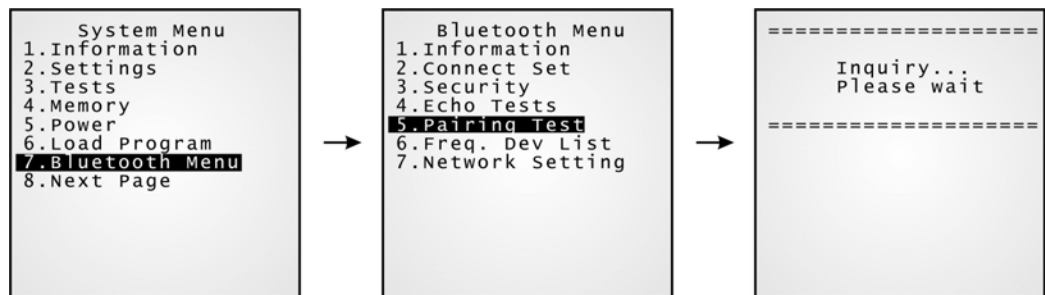 System Menu
1.Information
2.Settings
3.Tests
4.Memory
5.Power
6.Load Program
7.Bluetooth Menu
8.Next Page
Bluetooth Menu
1.Information
2.Connect Set
3.Security
4.Echo Tests
5.Pairing Test
6.Freq. Dev List
7.Network Setting
====================
Inquiry...
Please wait
====================